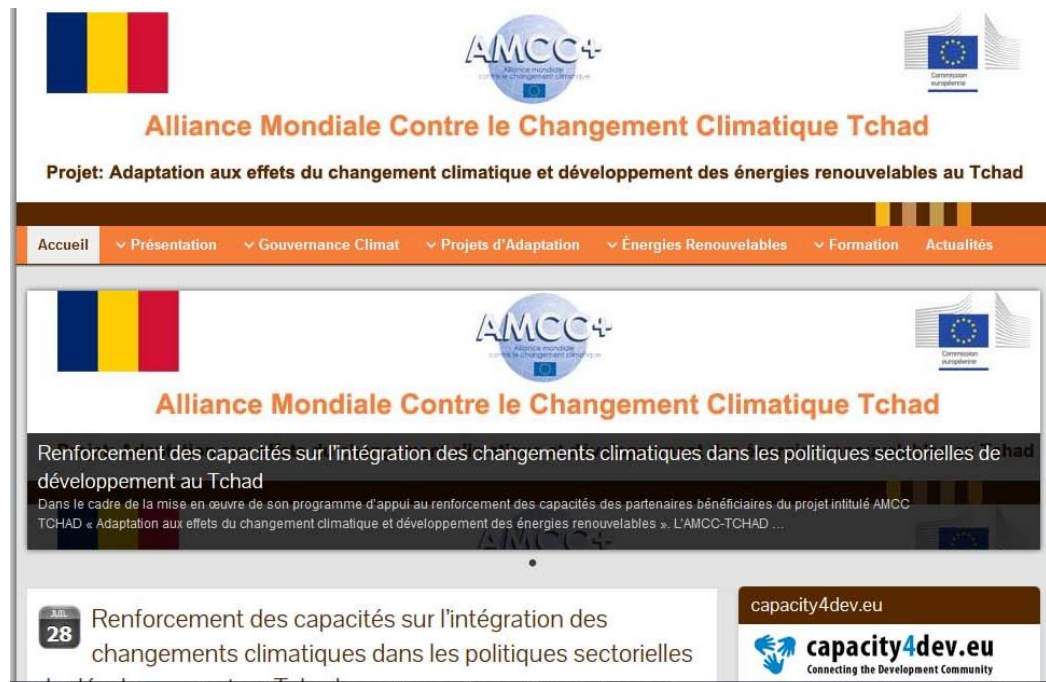 AMCC+
Alliance mondiale
contre le changement climatique
Commission
européenne
Alliance Mondiale Contre le Changement Climatique Tchad
Projet: Adaptation aux effets du changement climatique et développement des énergies renouvelables au Tchad
Accueil Présentation Gouvernance Climat Projets d'Adaptation Énergies Renouvelables Formation Actualités
AMCC+
Alliance mondiale
contre le changement climatique
Commission
européenne
Alliance Mondiale Contre le Changement Climatique Tchad
Renforcement des capacités sur l'intégration des changements climatiques dans les politiques sectorielles de
développement au Tchad
Dans le cadre de la mise en œuvre de son programme d'appui au renforcement des capacités des partenaires bénéficiaires du projet intitulé AMCC
TCHAD « Adaptation aux effets du changement climatique et développement des énergies renouvelables ». L'AMCC-TCHAD ...
JUIL
28
Renforcement des capacités sur l'intégration des
changements climatiques dans les politiques sectorielles
capacity4dev.eu
capacity4dev.eu
Connecting the Development Community